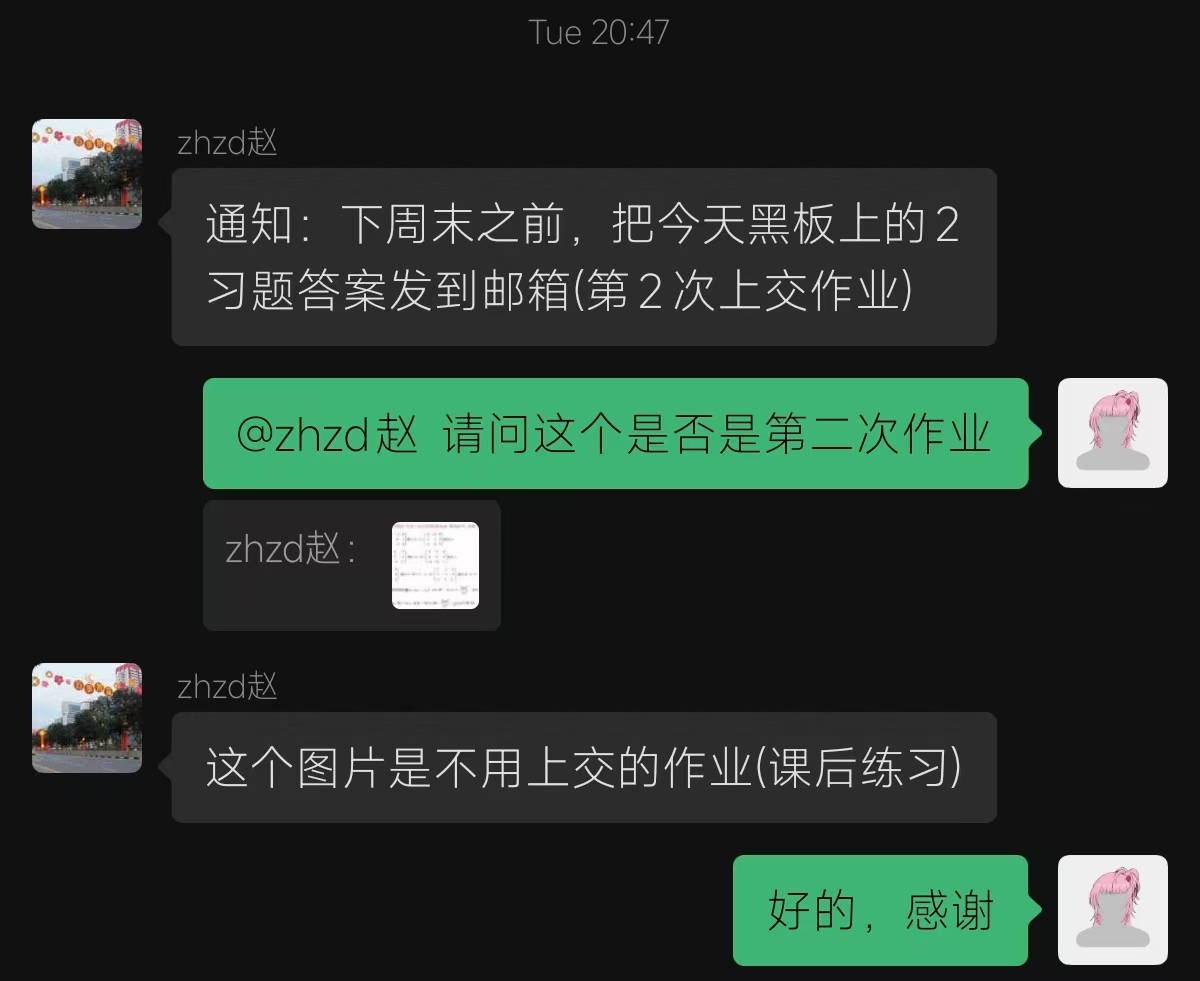 Tue 20:47
zhzd赵
通知：下周末之前，把今天黑板上的2
习题答案发到邮箱(第2次上交作业)
@zhzd赵 请问这个是否是第二次作业
zhzd赵：
zhzd赵
这个图片是不用上交的作业(课后练习)
好的，感谢